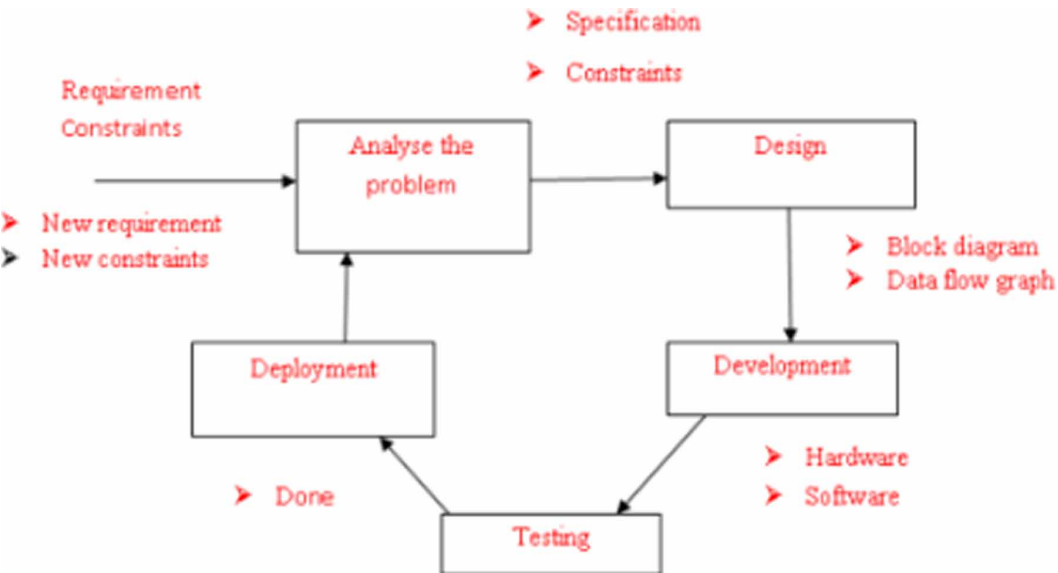 Specification
Constraints
Requirement
Constraints
Analyse the
problem
Design
New requirement
New constraints
Block diagram
Data flow graph
Deployment
Development
Hardware
Software
Done
Testing